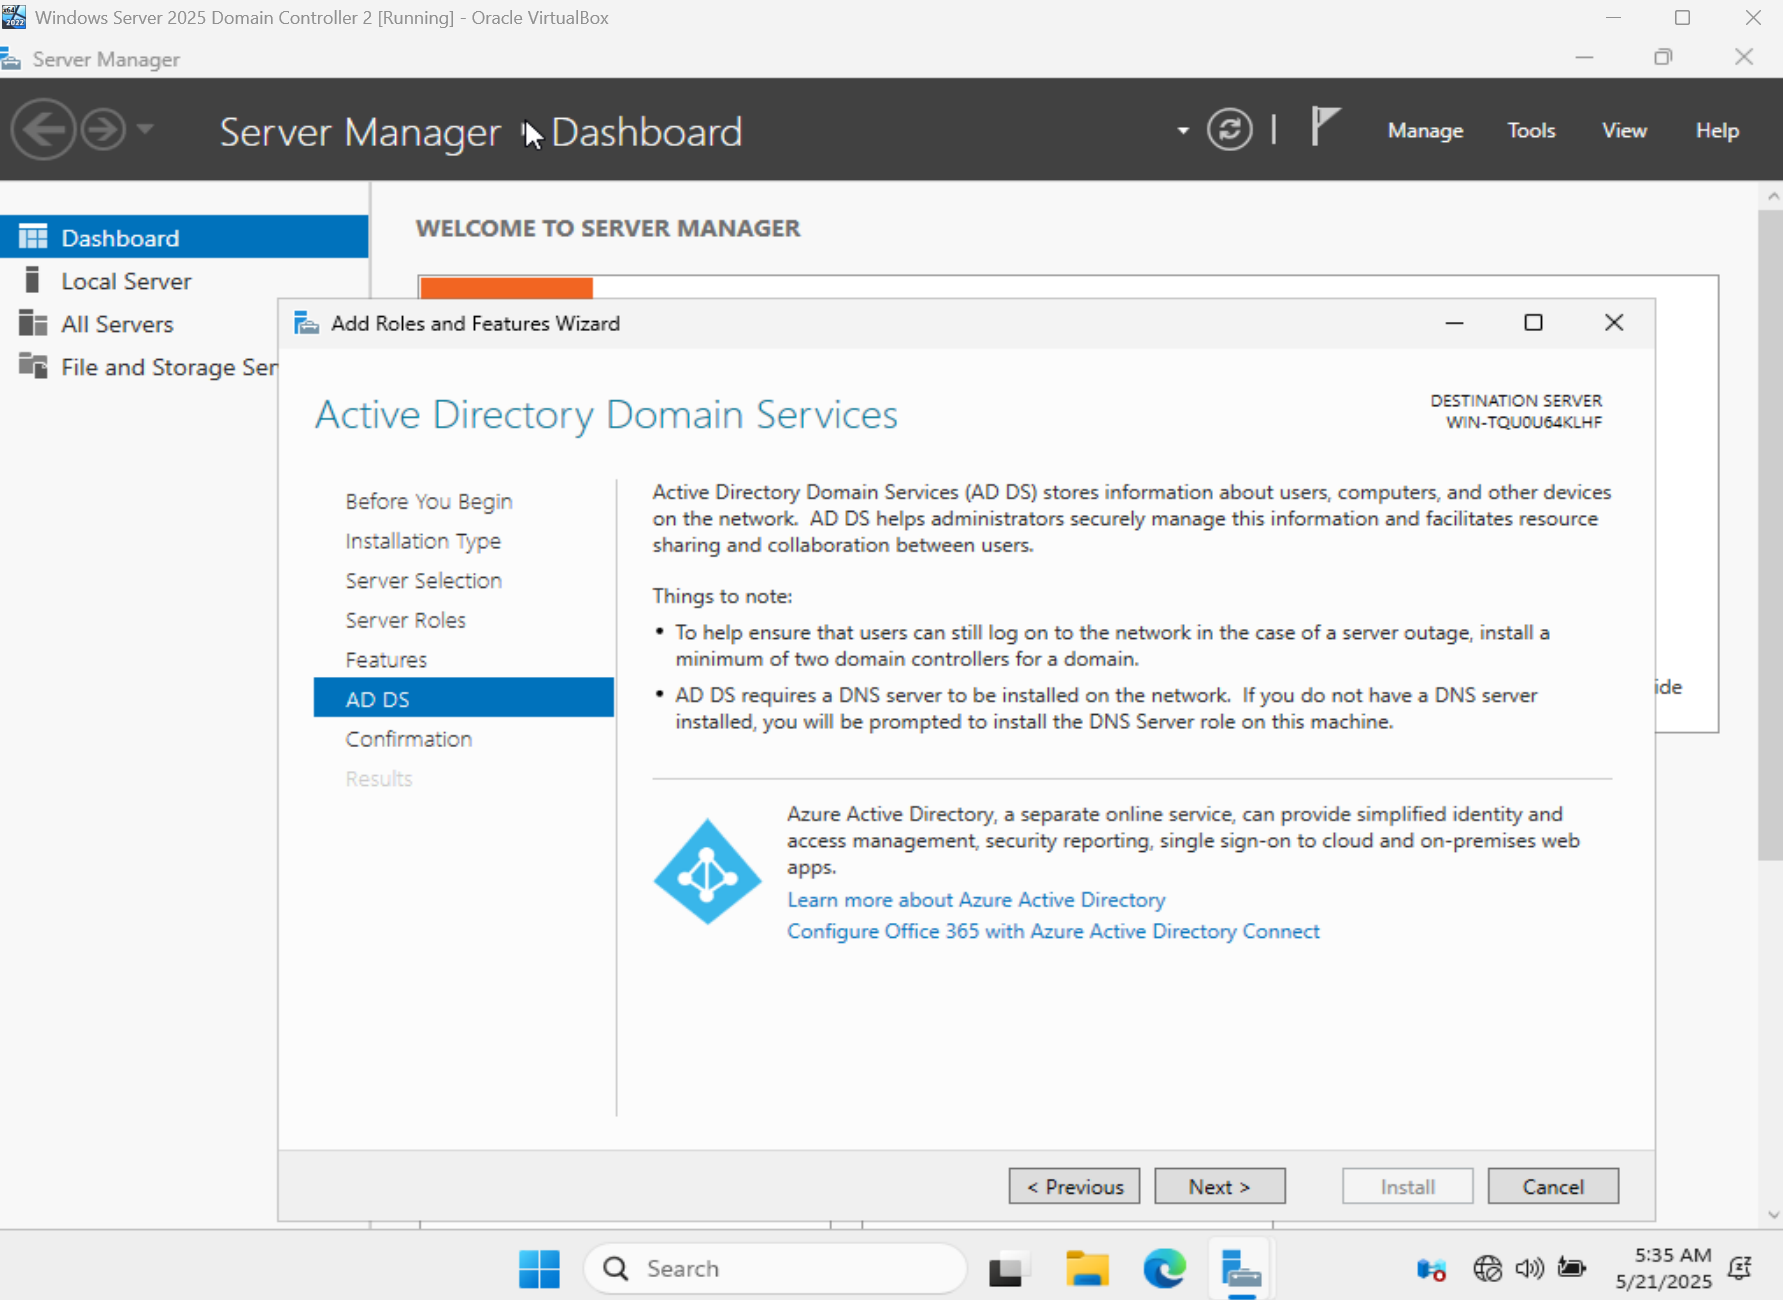 Windows Server 2025 Domain Controller 2 [Running] - Oracle VirtualBox
Server Manager
Server Manager Dashboard
Manage Tools View Help
Dashboard
Local Server
All Servers
File and Storage Ser
WELCOME TO SERVER MANAGER
Add Roles and Features Wizard
Active Directory Domain Services
DESTINATION SERVER
WIN-TQU0U64KLHF
Before You Begin
Installation Type
Server Selection
Server Roles
Features
AD DS
Confirmation
Results
Active Directory Domain Services (AD DS) stores information about users, computers, and other devices
on the network. AD DS helps administrators securely manage this information and facilitates resource
sharing and collaboration between users.
Things to note:
• To help ensure that users can still log on to the network in the case of a server outage, install a
minimum of two domain controllers for a domain.
• AD DS requires a DNS server to be installed on the network. If you do not have a DNS server
installed, you will be prompted to install the DNS Server role on this machine.
ide
Azure Active Directory, a separate online service, can provide simplified identity and
access management, security reporting, single sign-on to cloud and on-premises web
apps.
Learn more about Azure Active Directory
Configure Office 365 with Azure Active Directory Connect
< Previous Next > Install Cancel
Search
5:35 AM
5/21/2025